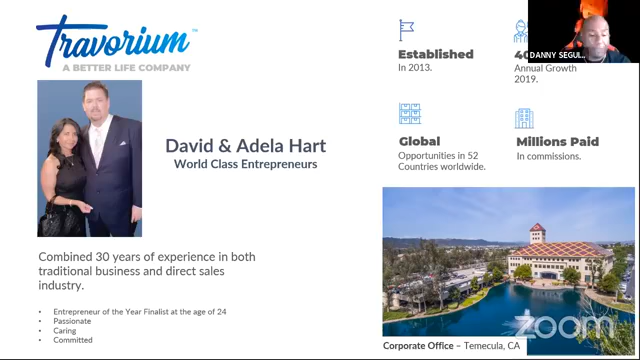 Travorium
A BETTER LIFE COMPANY
David & Adela Hart
World Class Entrepreneurs
Combined 30 years of experience in both
traditional business and direct sales
industry.
• Entrepreneur of the Year Finalist at the age of 24
• Passionate
• Caring
• Committed
Established
In 2013.
Annual Growth
2019.
DANNY SEGUI...
Global
Opportunities in 52
Countries worldwide.
Millions Paid
In commissions.
Corporate Office – Temecula, CA
zoom